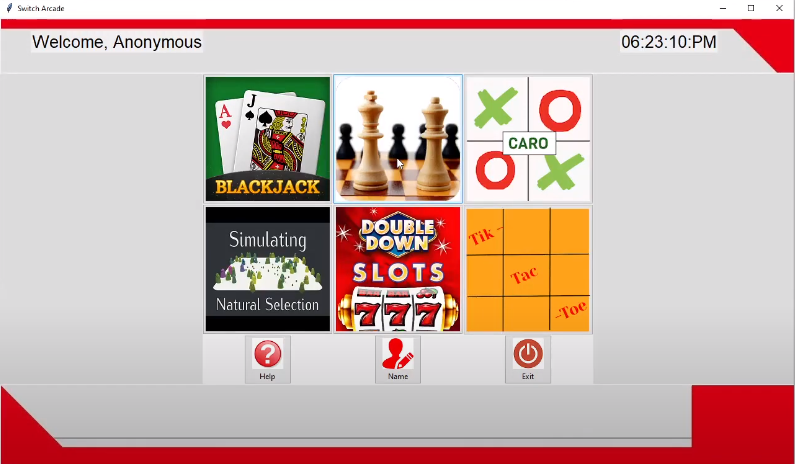 Switch Arcade
Welcome, Anonymous
06:23:10:PM
A
J
BLACKJACK
CARO
Simulating
Natural Selection
DOUBLE
DOWN
SLOTS
777
Tik -
Tac
-Toe
?
Help
Name
Exit